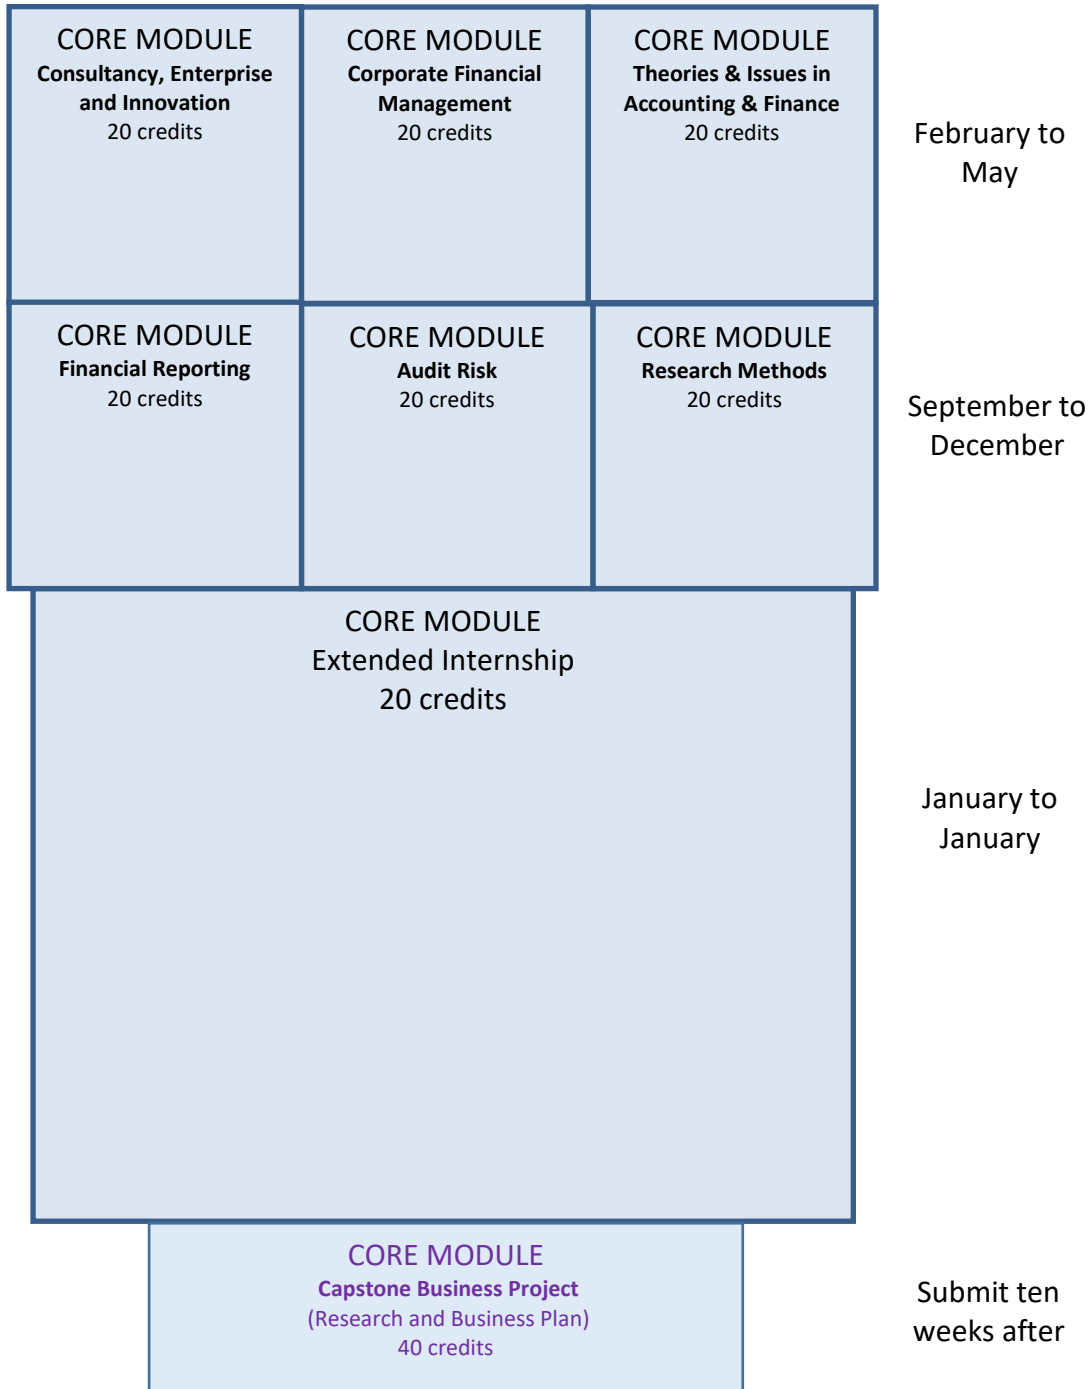 CORE MODULE
Consultancy, Enterprise
and Innovation
20 credits
CORE MODULE
Corporate Financial
Management
20 credits
CORE MODULE
Theories & Issues in
Accounting & Finance
20 credits
February to
May
CORE MODULE
Financial Reporting
20 credits
CORE MODULE
Audit Risk
20 credits
CORE MODULE
Research Methods
20 credits
September to
December
CORE MODULE
Extended Internship
20 credits
January to
January
CORE MODULE
Capstone Business Project
(Research and Business Plan)
40 credits
Submit ten
weeks after